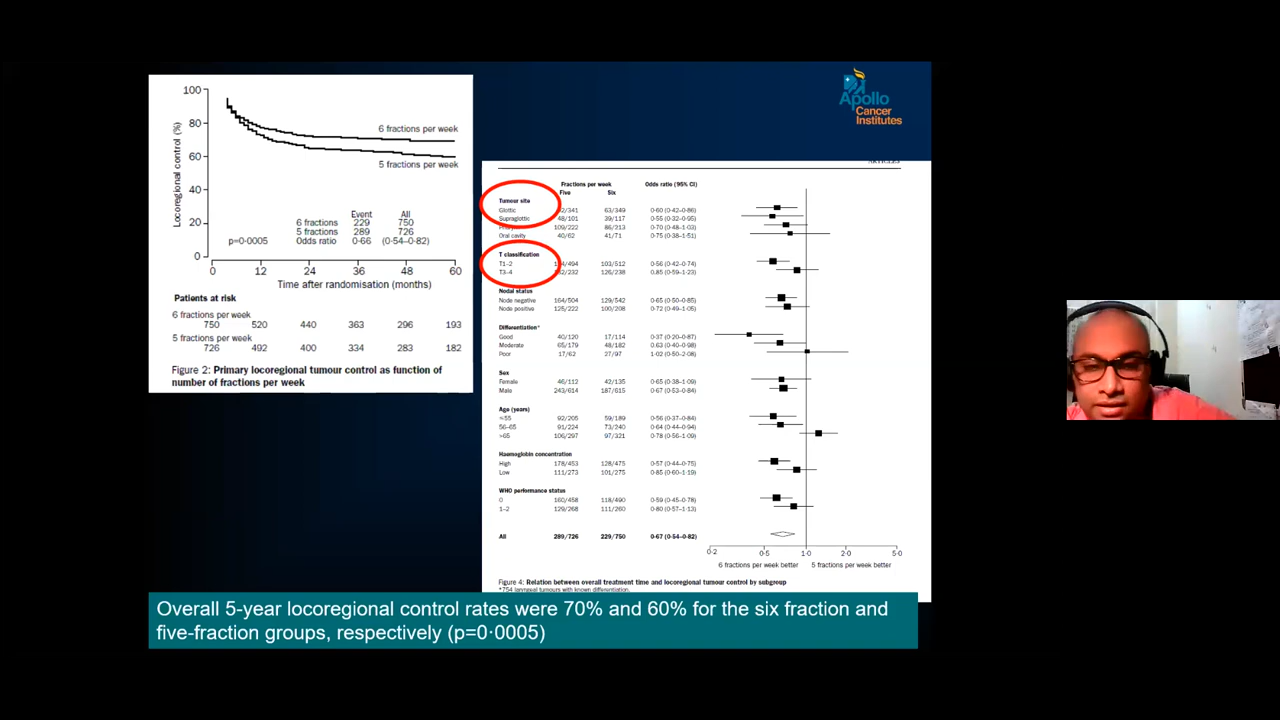 Apollo
Cancer
Institutes
100
80
60
40
20
0
Locoregional control (%)
6 fractions per week
5 fractions per week
Event All
6 fractions 229 750
5 fractions 289 726
p=0·0005 Odds ratio 0·66 (0·54–0·82)
0 12 24 36 48 60
Time after randomisation (months)
Patients at risk
6 fractions per week
750 520 440 363 296 193
5 fractions per week
726 492 400 334 283 182
Figure 2: Primary locoregional tumour control as function of
number of fractions per week
Fractions per week Odds ratio (95% CI)
Five Six
Tumour site
Glottic 63/349 0·60 (0·42–0·86)
Supraglottic 48/101 39/117 0·55 (0·32–0·95)
109/222 86/213 0·70 (0·48–1·03)
Oral cavity 40/62 41/71 0·75 (0·38–1·51)
T classification
T1–2 103/512 0·56 (0·42–0·74)
T3–4 126/238 0·85 (0·59–1·23)
Nodal status
Node negative 164/504 129/542 0·65 (0·50–0·85)
Node positive 125/222 100/208 0·72 (0·49–1·05)
Differentiation*
Good 40/120 17/114 0·37 (0·20–0·87)
Moderate 65/179 48/182 0·63 (0·40–0·98)
Poor 17/62 27/97 1·02 (0·50–2·08)
Sex
Female 46/112 42/135 0·65 (0·38–1·09)
Male 243/614 187/615 0·67 (0·53–0·84)
Age (years)
≤55 92/205 59/189 0·56 (0·37–0·84)
56–65 91/224 73/240 0·64 (0·44–0·94)
>65 106/297 97/321 0·78 (0·56–1·09)
Haemoglobin concentration
High 178/453 128/475 0·57 (0·44–0·75)
Low 111/273 101/275 0·85 (0·60–1·19)
WHO performance status
0 160/458 118/490 0·59 (0·45–0·78)
1–2 129/268 111/260 0·80 (0·57–1·13)
All 289/726 229/750 0·67 (0·54–0·82)
0·2 0·5 1·0 2·0 5·0
6 fractions per week better 5 fractions per week better
Figure 4: Relation between overall treatment time and locoregional tumour control by subgroup
*754 laryngeal tumours with known differentiation.
Overall 5-year locoregional control rates were 70% and 60% for the six fraction and
five-fraction groups, respectively (p=0·0005)